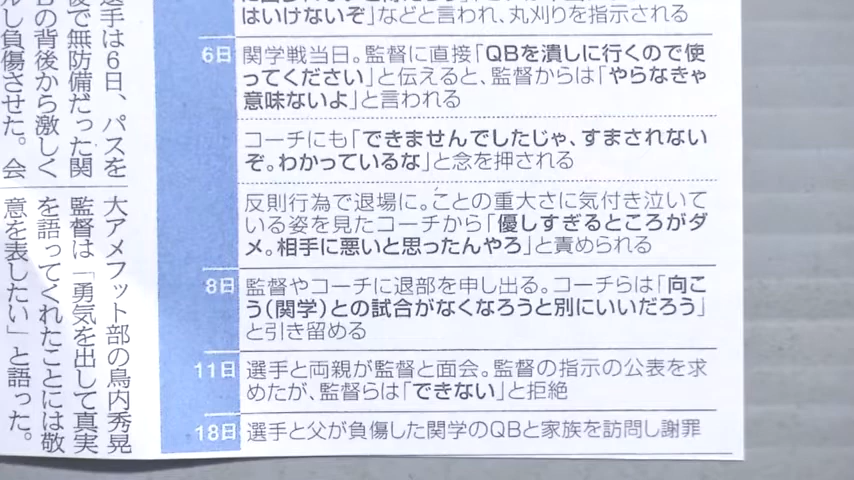 はいけないぞ」などと言われ、丸刈りを指示される
6日
関学戦当日。監督に直接「QBを潰しに行くので使
ってください」と伝えると、監督からは「やらなきゃ
意味ないよ」と言われる
コーチにも「できませんでしたじゃ、すまされない
ぞ。わかっているな」と念を押される
反則行為で退場に。ことの重大さに気付き泣いて
いる姿を見たコーチから「優しすぎるところがダ
メ。相手に悪いと思ったんやろ」と責められる
8日
監督やコーチに退部を申し出る。コーチらは「向こ
う(関学)との試合がなくなろうと別にいいだろう」
と引き留める
11日
選手と両親が監督と面会。監督の指示の公表を求
めたが、監督らは「できない」と拒絶
18日
選手と父が負傷した関学のQBと家族を訪問し謝罪
選手は6日、パスを
後で無防備だった関
の背後から激しく
し負傷させた。会
大アメフット部の鳥内秀晃
監督は「勇気を出して真実
を語ってくれたことには敬
意を表したい」と語った。